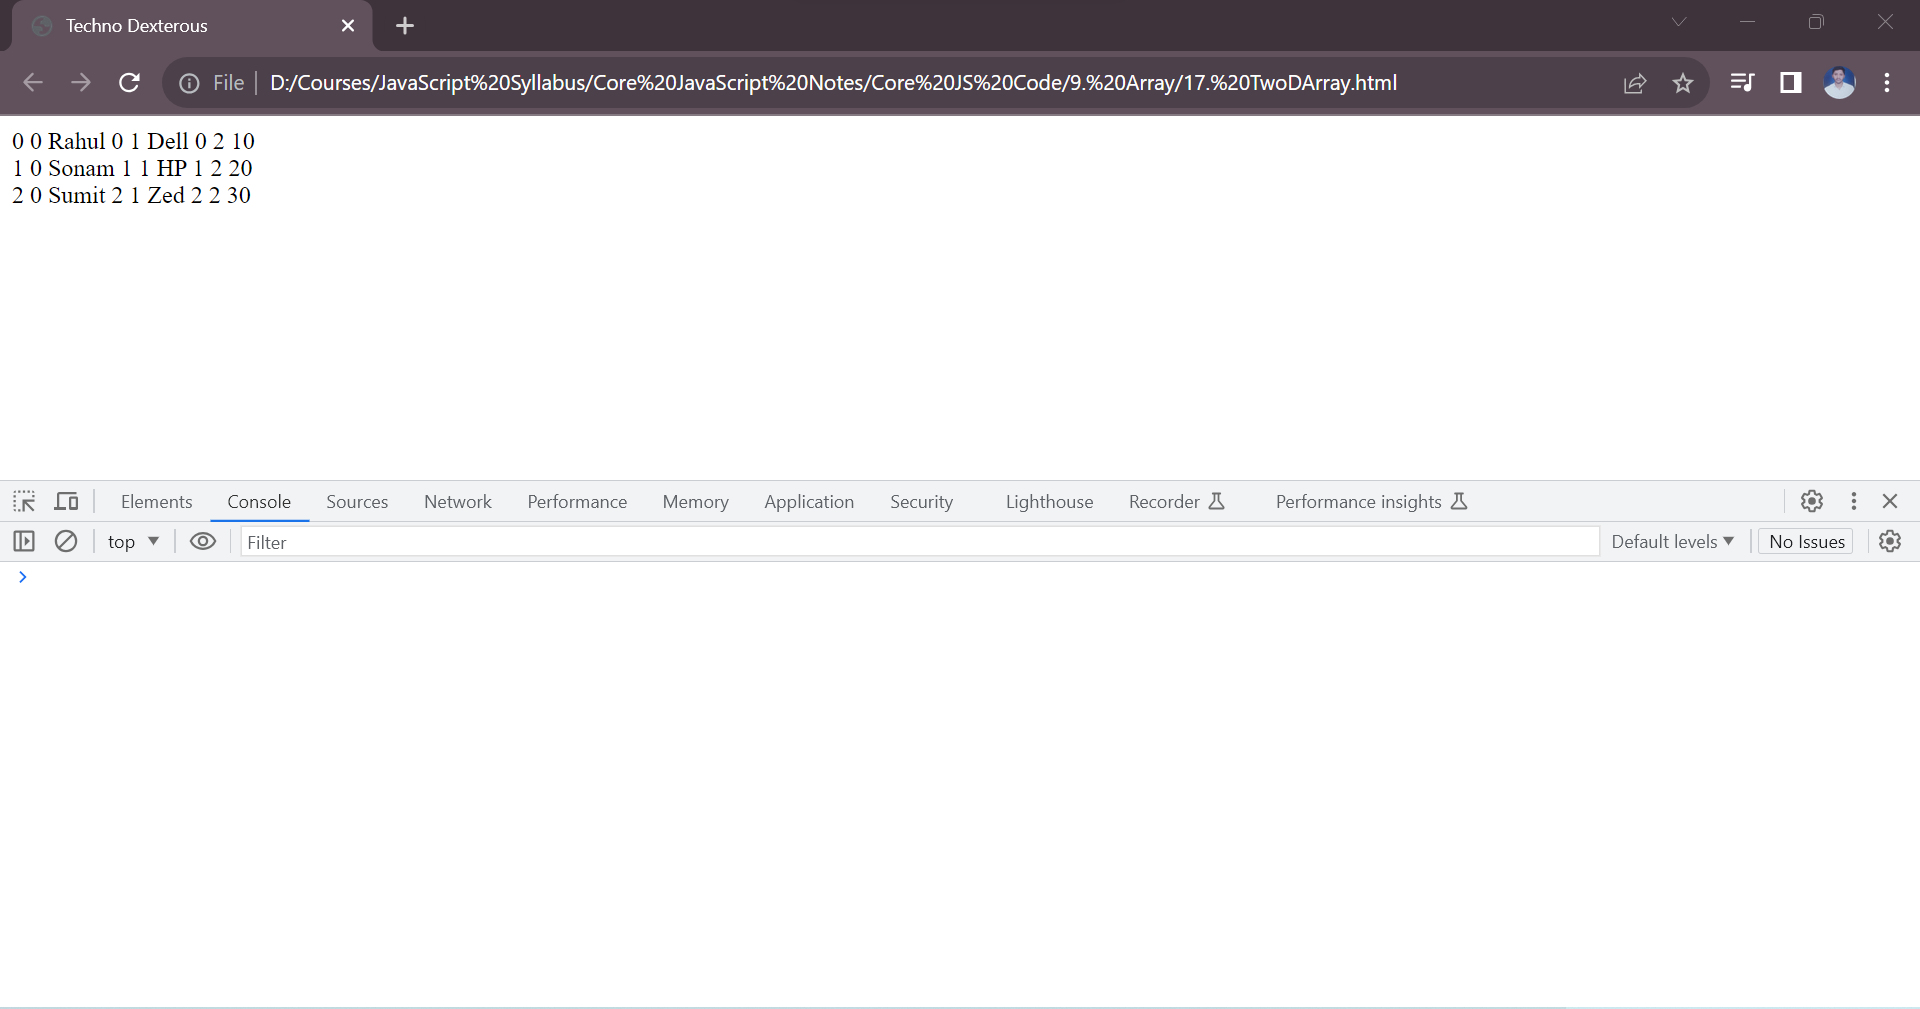 Techno Dexterous
File D:/Courses/JavaScript%20Syllabus/Core%20JavaScript%20Notes/Core%20JS%20Code/9.%20Array/17.%20TwoDArray.html
0 0 Rahul 0 1 Dell 0 2 10
1 0 Sonam 1 1 HP 1 2 20
2 0 Sumit 2 1 Zed 2 2 30
Elements Console Sources Network Performance Memory Application Security Lighthouse Recorder Performance insights
top Filter Default levels No Issues